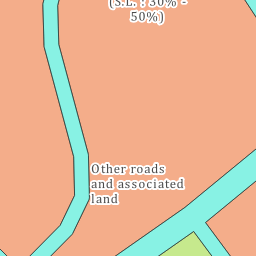 (S.L. : 30% -
50%)
Other roads
and associated
land